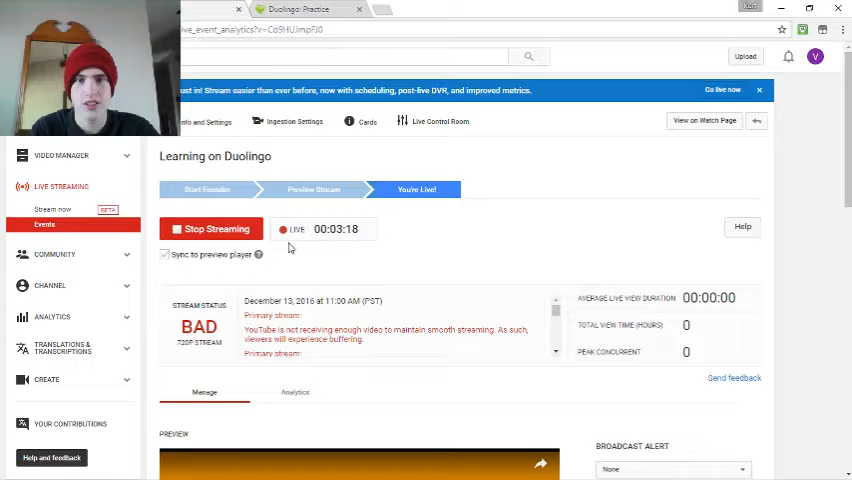 Duolingo: Practice
Kurt
ive_event_analytics?v=Co9HUJmpFJ0
Upload
V
ust in! Stream easier than ever before, now with scheduling, post-live DVR, and improved metrics.
Go live now
nfo and Settings
Ingestion Settings
Cards
Live Control Room
View on Watch Page
VIDEO MANAGER
Learning on Duolingo
LIVE STREAMING
Start Encoder
Preview Stream
You're Live!
Stream now
BETA
Events
Stop Streaming
LIVE 00:03:18
Help
COMMUNITY
Sync to preview player
CHANNEL
STREAM STATUS
BAD
720P STREAM
December 13, 2016 at 11:00 AM (PST)
Primary stream:
YouTube is not receiving enough video to maintain smooth streaming. As such,
viewers will experience buffering.
Primary stream:
AVERAGE LIVE VIEW DURATION 00:00:00
TOTAL VIEW TIME (HOURS) 0
PEAK CONCURRENT 0
ANALYTICS
TRANSLATIONS &
TRANSCRIPTIONS
CREATE
Send feedback
Manage
Analytics
YOUR CONTRIBUTIONS
PREVIEW
BROADCAST ALERT
Help and feedback
None